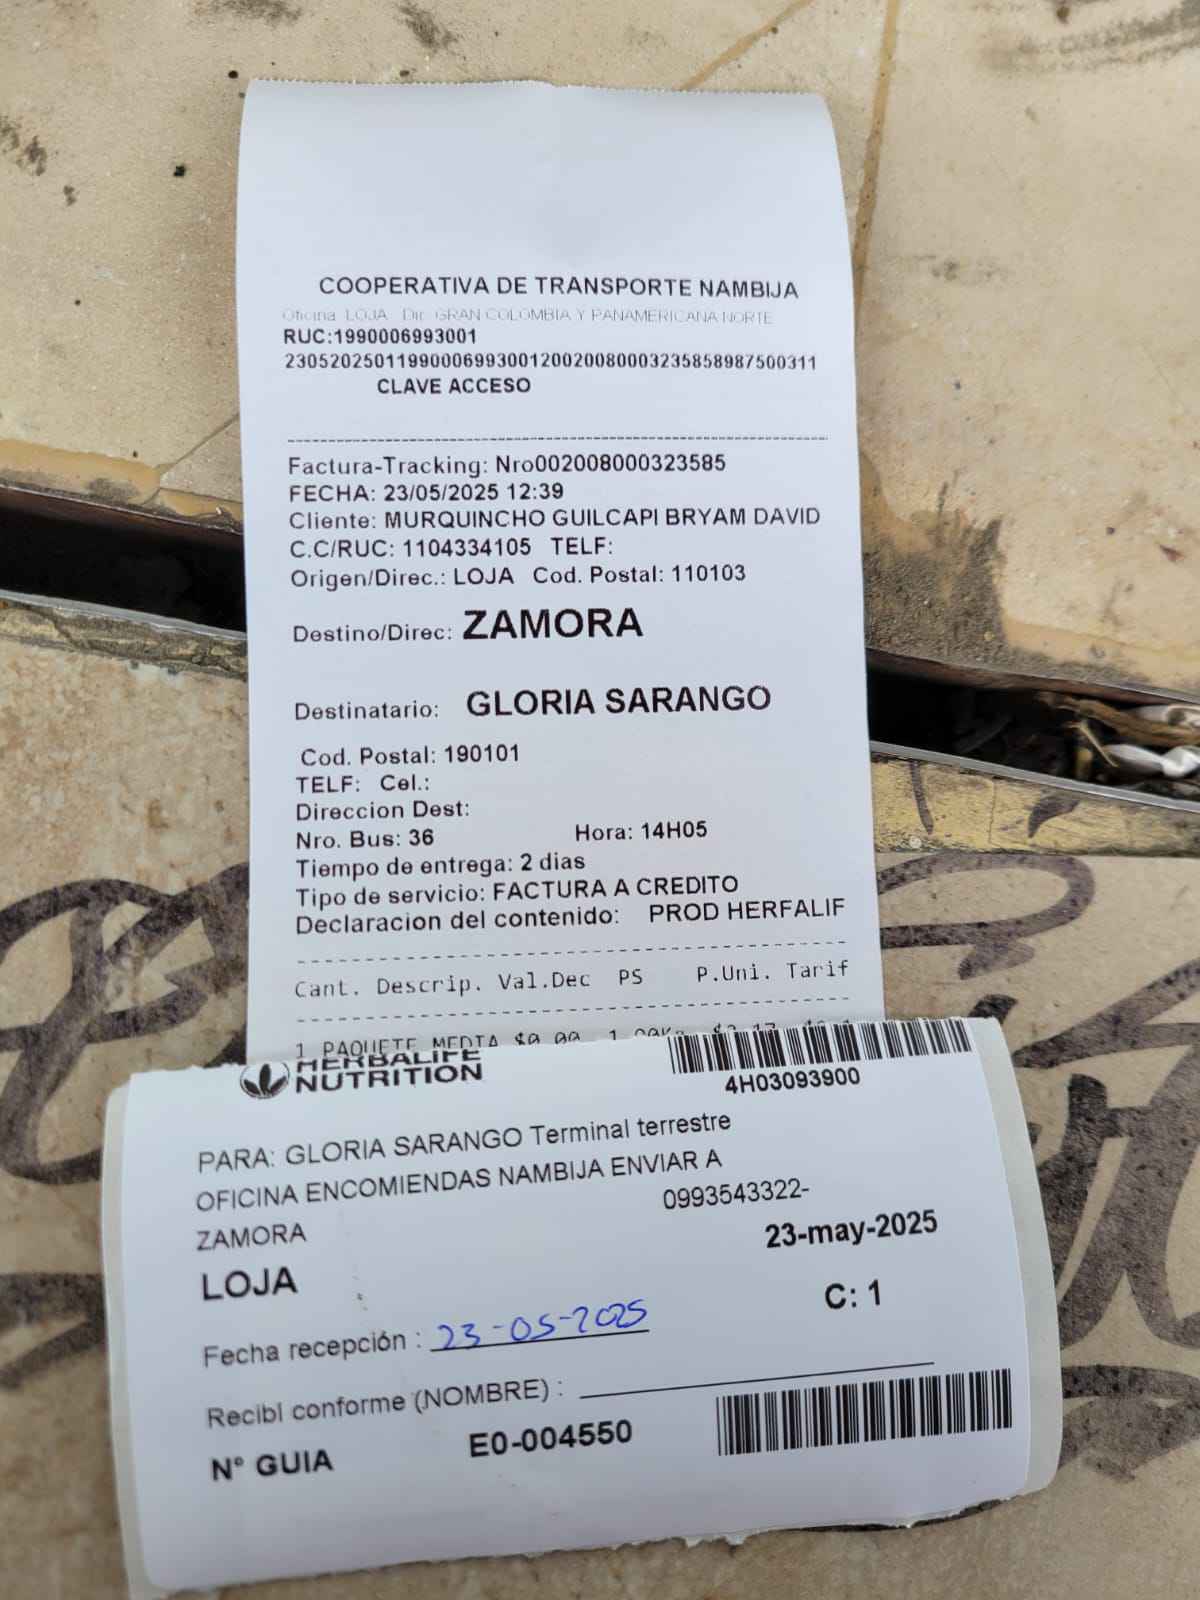 COOPERATIVA DE TRANSPORTE NAMBIJA
Oficina: LOJA Dir: GRAN COLOMBIA Y PANAMERICANA NORTE
RUC:1990006993001
2305202501199000699300120020080003235858987500311
CLAVE ACCESO
Factura-Tracking: Nro002008000323585
FECHA: 23/05/2025 12:39
Cliente: MURQUINCHO GUILCAPI BRYAM DAVID
C.C/RUC: 1104334105 TELF:
Origen/Direc.: LOJA Cod. Postal: 110103
Destino/Direc: ZAMORA
Destinatario: GLORIA SARANGO
Cod. Postal: 190101
TELF: Cel.:
Direccion Dest:
Nro. Bus: 36 Hora: 14H05
Tiempo de entrega: 2 dias
Tipo de servicio: FACTURA A CREDITO
Declaracion del contenido: PROD HERFALIF
Cant. Descrip. Val.Dec PS P.Uni. Tarif
1 PAQUETE MEDIA $0.00
HERBALIFE
NUTRITION
4H03093900
PARA: GLORIA SARANGO Terminal terrestre
OFICINA ENCOMIENDAS NAMBIJA ENVIAR A
ZAMORA 0993543322-
23-may-2025
LOJA
C: 1
Fecha recepción : 23-05-2025
Recibí conforme (NOMBRE) :
N° GUIA E0-004550